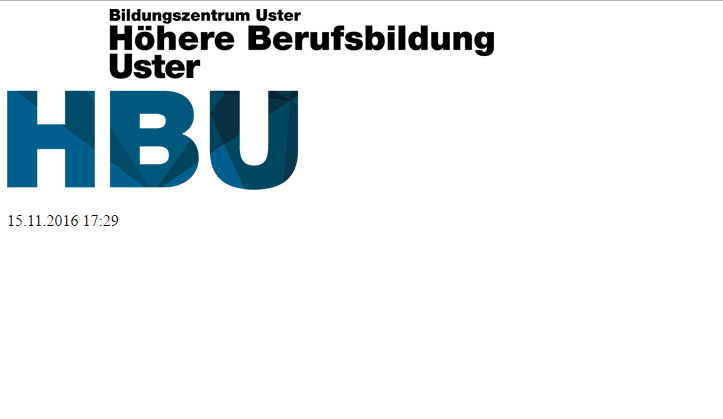 Bildungszentrum Uster
Höhere Berufsbildung
Uster
HBU
15.11.2016 17:29